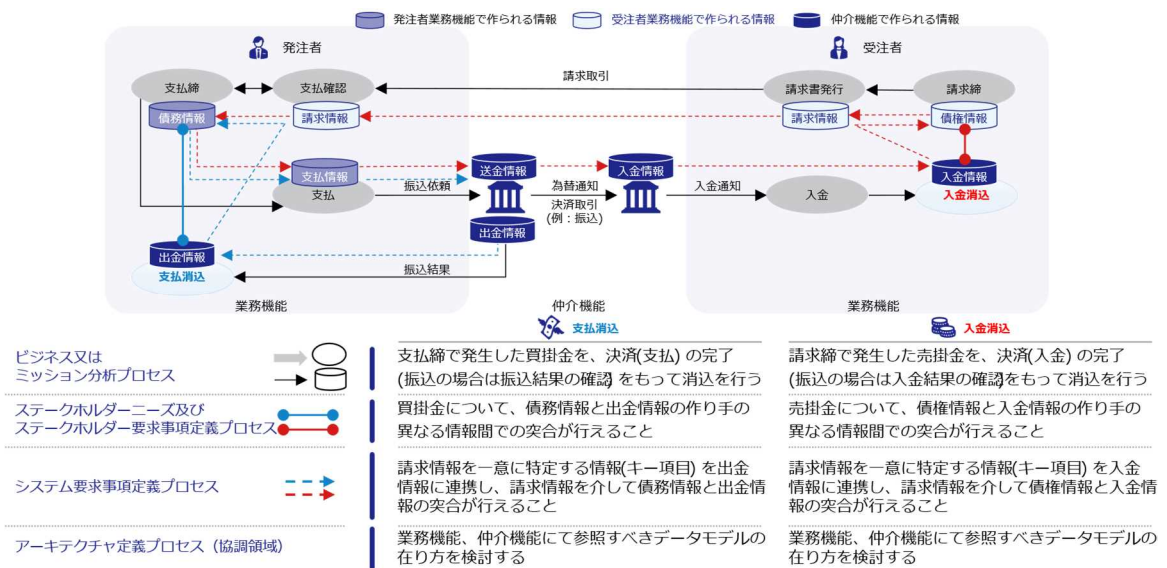 発注者業務機能で作られる情報
受注者業務機能で作られる情報
仲介機能で作られる情報
発注者
受注者
支払締
支払確認
請求取引
請求書発行
請求締
債務情報
請求情報
請求情報
債権情報
支払情報
送金情報
入金情報
入金情報
支払
振込依頼
為替通知
入金通知
入金
入金消込
決済取引
(例：振込)
出金情報
出金情報
支払消込
振込結果
業務機能
仲介機能
業務機能
支払消込
入金消込
ビジネス又は
ミッション分析プロセス
支払締で発生した買掛金を、決済(支払) の完了
(振込の場合は振込結果の確認) をもって消込を行う
請求締で発生した売掛金を、決済(入金) の完了
(振込の場合は入金結果の確認)をもって消込を行う
ステークホルダーニーズ及び
ステークホルダー要求事項定義プロセス
買掛金について、債務情報と出金情報の作り手の
異なる情報間での突合が行えること
売掛金について、債権情報と入金情報の作り手の
異なる情報間での突合が行えること
システム要求事項定義プロセス
請求情報を一意に特定する情報(キー項目) を出金
情報に連携し、請求情報を介して債務情報と出金情
報の突合が行えること
請求情報を一意に特定する情報(キー項目) を入金
情報に連携し、請求情報を介して債権情報と入金情
報の突合が行えること
アーキテクチャ定義プロセス（協調領域）
業務機能、仲介機能にて参照すべきデータモデルの
在り方を検討する
業務機能、仲介機能にて参照すべきデータモデルの
在り方を検討する